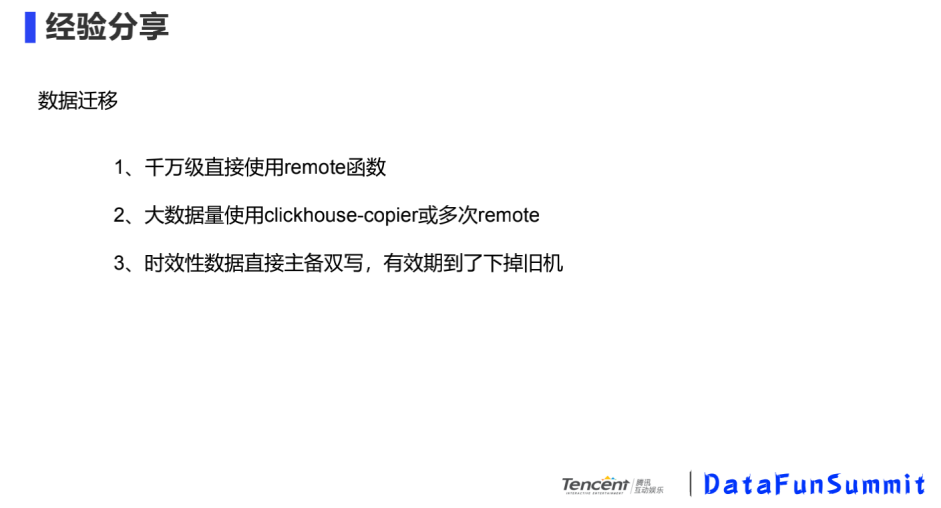 经验分享
数据迁移
1、千万级直接使用remote函数
2、大数据量使用clickhouse-copier或多次remote
3、时效性数据直接主备双写，有效期到了下掉旧机
Tencent 腾讯
INTERACTIVE ENTERTAINMENT 互动娱乐
DataFunSummit